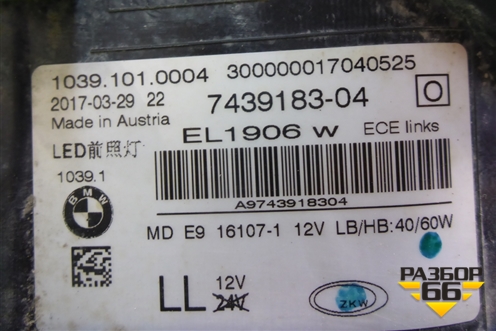 1039.101.0004 300000017040525
2017-03-29 22 7439183-04
Made in Austria
EL1906 w ECE links
LED前照灯
1039.1
BMW
A9743918304
MD E9 16107-1 12V LB/HB:40/60W
LL 12V
24V
ZKW
РАЗБОР
66